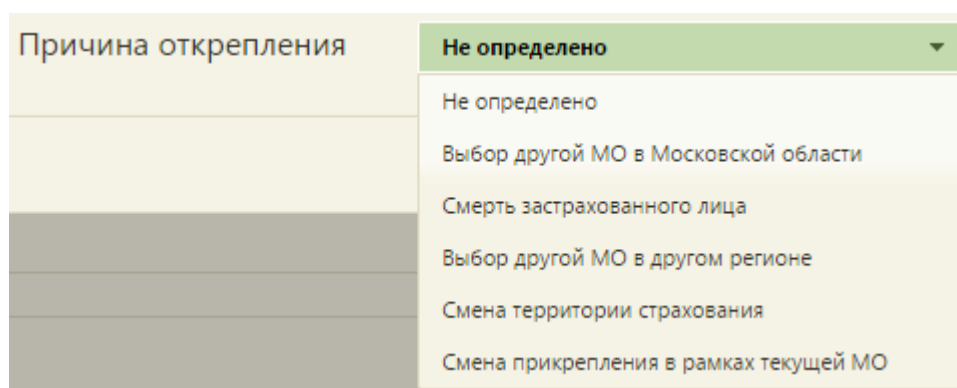 Причина открепления
Не определено
Не определено
Выбор другой МО в Московской области
Смерть застрахованного лица
Выбор другой МО в другом регионе
Смена территории страхования
Смена прикрепления в рамках текущей МО